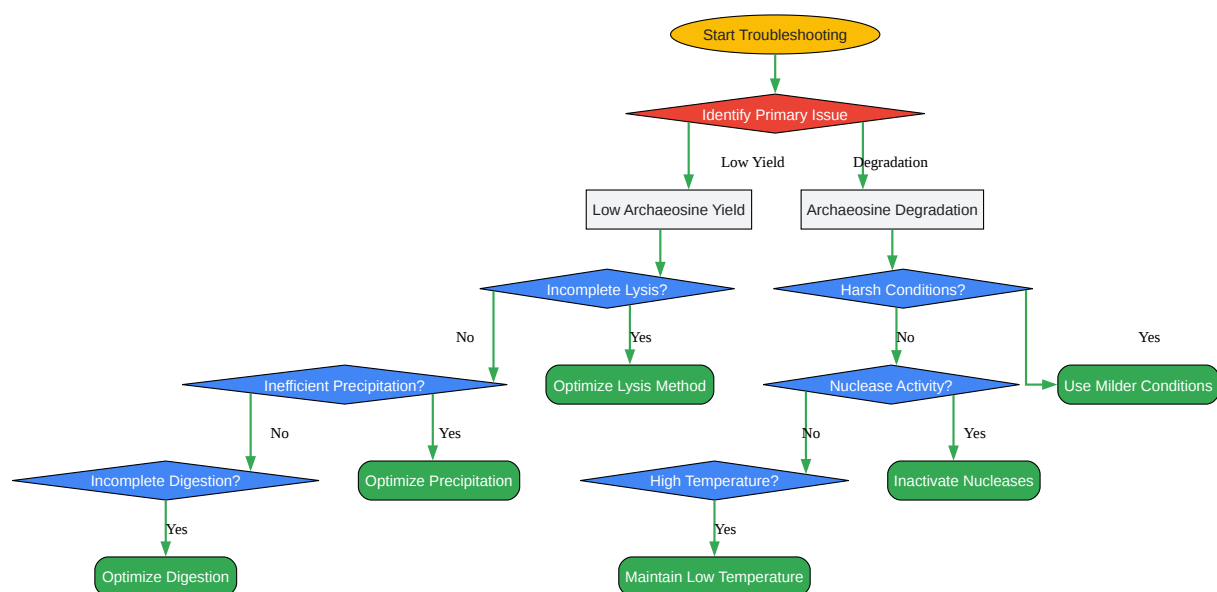 Start Troubleshooting
Identify Primary Issue
Low Yield
Degradation
Low Archaeosine Yield
Archaeosine Degradation
Incomplete Lysis?
Harsh Conditions?
No
Yes
No
Yes
Inefficient Precipitation?
Optimize Lysis Method
Nuclease Activity?
Use Milder Conditions
No
Yes
No
Yes
Incomplete Digestion?
Optimize Precipitation
High Temperature?
Inactivate Nucleases
Yes
Yes
Optimize Digestion
Maintain Low Temperature